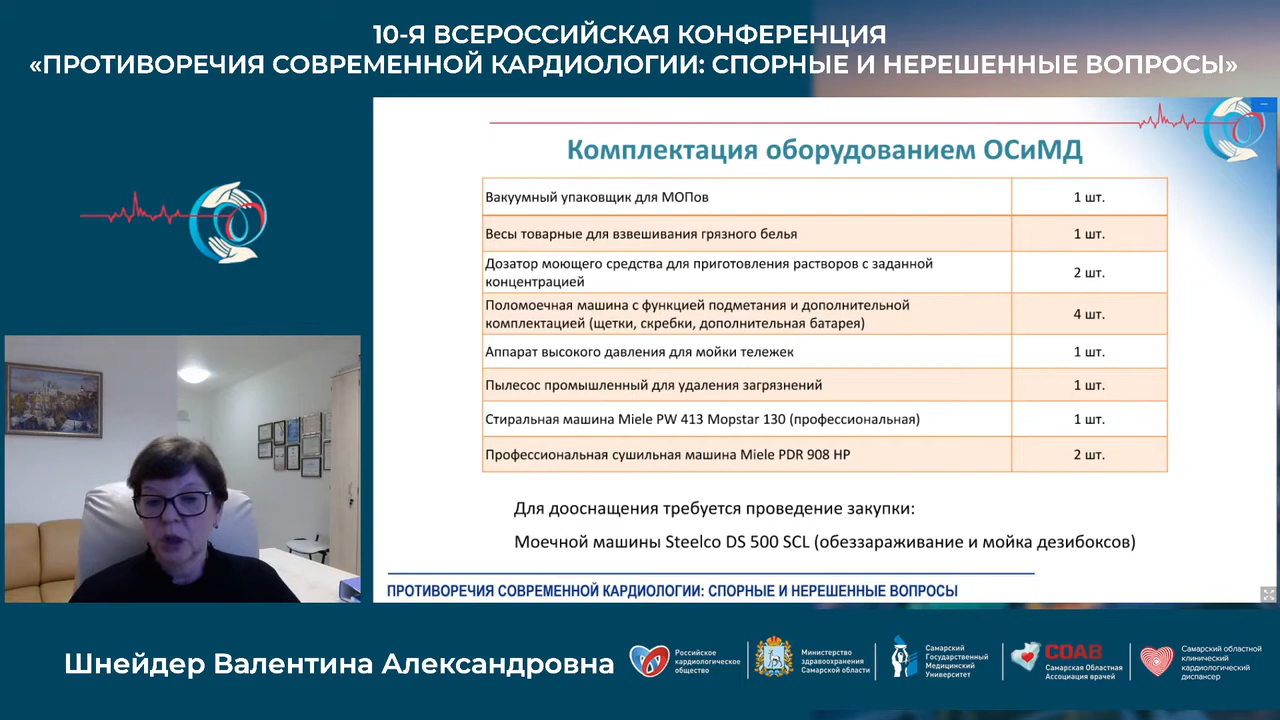 10-Я ВСЕРОССИЙСКАЯ КОНФЕРЕНЦИЯ
«ПРОТИВОРЕЧИЯ СОВРЕМЕННОЙ КАРДИОЛОГИИ: СПОРНЫЕ И НЕРЕШЕННЫЕ ВОПРОСЫ»
Комплектация оборудованием ОСиМД
Вакуумный упаковщик для МОПов 1 шт.
Весы товарные для взвешивания грязного белья 1 шт.
Дозатор моющего средства для приготовления растворов с заданной
концентрацией 2 шт.
Поломоечная машина с функцией подметания и дополнительной
комплектацией (щетки, скребки, дополнительная батарея) 4 шт.
Аппарат высокого давления для мойки тележек 1 шт.
Пылесос промышленный для удаления загрязнений 1 шт.
Стиральная машина Miele PW 413 Mopstar 130 (профессиональная) 1 шт.
Профессиональная сушильная машина Miele PDR 908 HP 2 шт.
Для дооснащения требуется проведение закупки:
Моечной машины Steelco DS 500 SCL (обеззараживание и мойка дезибоксов)
ПРОТИВОРЕЧИЯ СОВРЕМЕННОЙ КАРДИОЛОГИИ: СПОРНЫЕ И НЕРЕШЕННЫЕ ВОПРОСЫ
Шнейдер Валентина Александровна
Российское
кардиологическое
общество
Министерство
здравоохранения
Самарской области
Самарский
Государственный
Медицинский
Университет
СОАВ
Самарская Областная
Ассоциация врачей
Самарский областной
клинический
кардиологический
диспансер